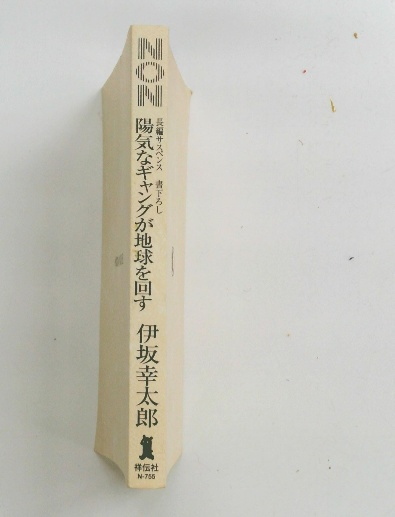 NON
長編サスペンス 書下ろし
陽気なギャングが地球を回す
伊坂幸太郎
祥伝社
N-755